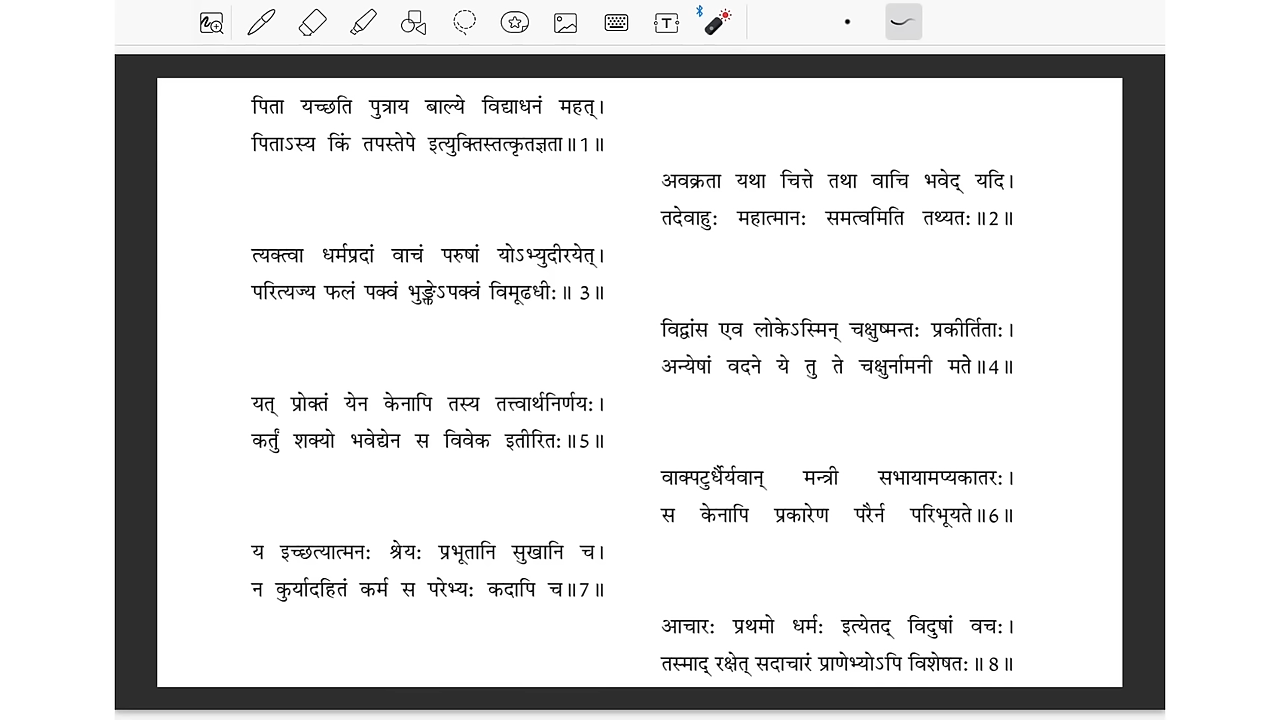 पिता यच्छति पुत्राय बाल्ये विद्याधनं महत्।
पिताऽस्य किं तपस्तेपे इत्युक्तिस्तत्कृतज्ञता॥1॥
अवक्रता यथा चित्ते तथा वाचि भवेद् यदि।
तदेवाहुः महात्मानः समत्वमिति तथ्यतः॥2॥
त्यक्त्वा धर्मप्रदां वाचं परुषां योऽभ्युदीरयेत्।
परित्यज्य फलं पक्वं भुङ्क्तेऽपक्वं विमूढधीः॥ 3॥
विद्वांस एव लोकेऽस्मिन् चक्षुष्मन्तः प्रकीर्तिताः।
अन्येषां वदने ये तु ते चक्षुर्नामनी मते॥4॥
यत् प्रोक्तं येन केनापि तस्य तत्त्वार्थनिर्णयः।
कर्तुं शक्यो भवेद्येन स विवेक इतीरितः॥5॥
वाक्पटुर्धैर्यवान् मन्त्री सभायामप्यकातरः।
स केनापि प्रकारेण परैर्न परिभूयते॥6॥
य इच्छत्यात्मनः श्रेयः प्रभूतानि सुखानि च।
न कुर्यादहितं कर्म स परेभ्यः कदापि च॥7॥
आचारः प्रथमो धर्मः इत्येतद् विदुषां वचः।
तस्माद् रक्षेत् सदाचारं प्राणेभ्योऽपि विशेषतः॥8॥